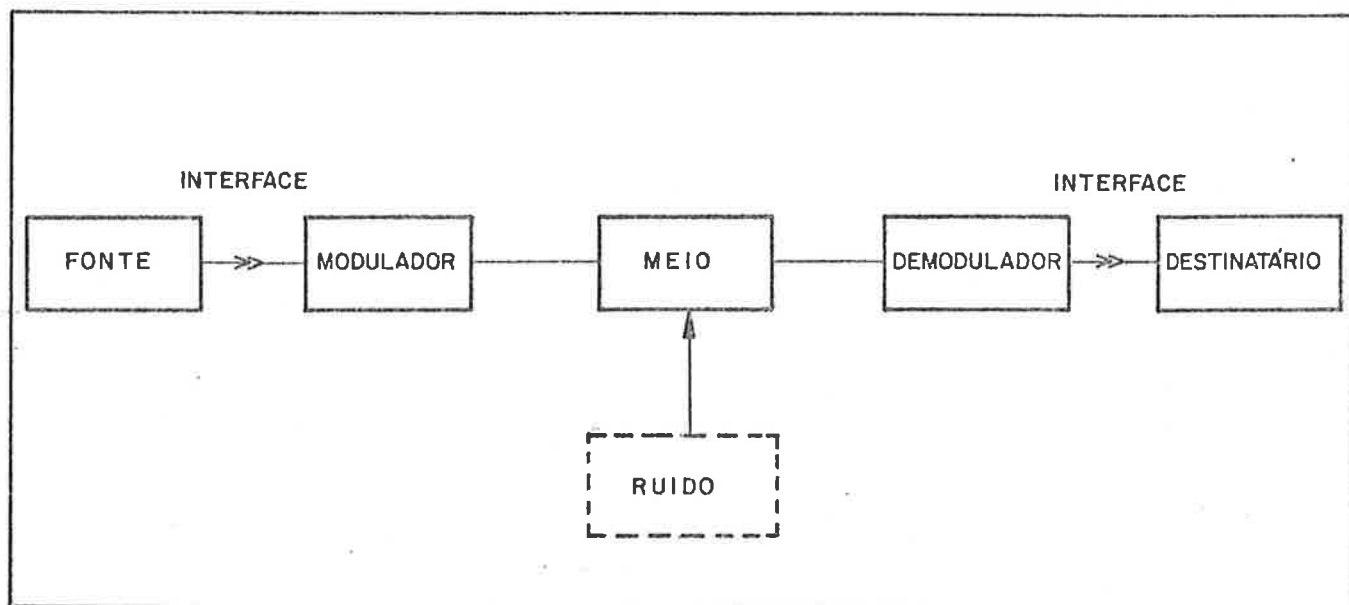 INTERFACE
INTERFACE
FONTE
MODULADOR
MEIO
DEMODULADOR
DESTINATÁRIO
RUIDO